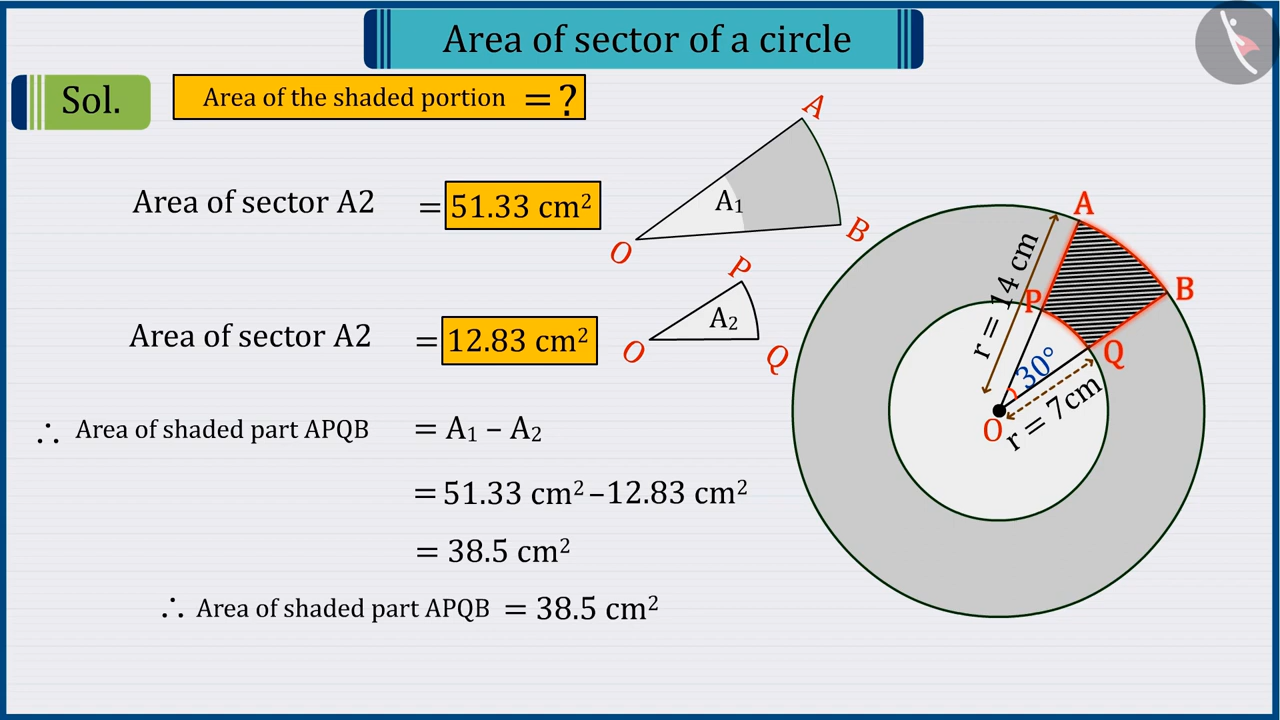 Area of sector of a circle
Sol.
Area of the shaded portion = ?
Area of sector A2 = 51.33 cm²
Area of sector A2 = 12.83 cm²
∴ Area of shaded part APQB = A₁ – A₂
= 51.33 cm² – 12.83 cm²
= 38.5 cm²
∴ Area of shaded part APQB = 38.5 cm²
A
A₁
B
O
P
A₂
O
Q
A
B
r = 14 cm
P
Q
30°
O
r = 7cm